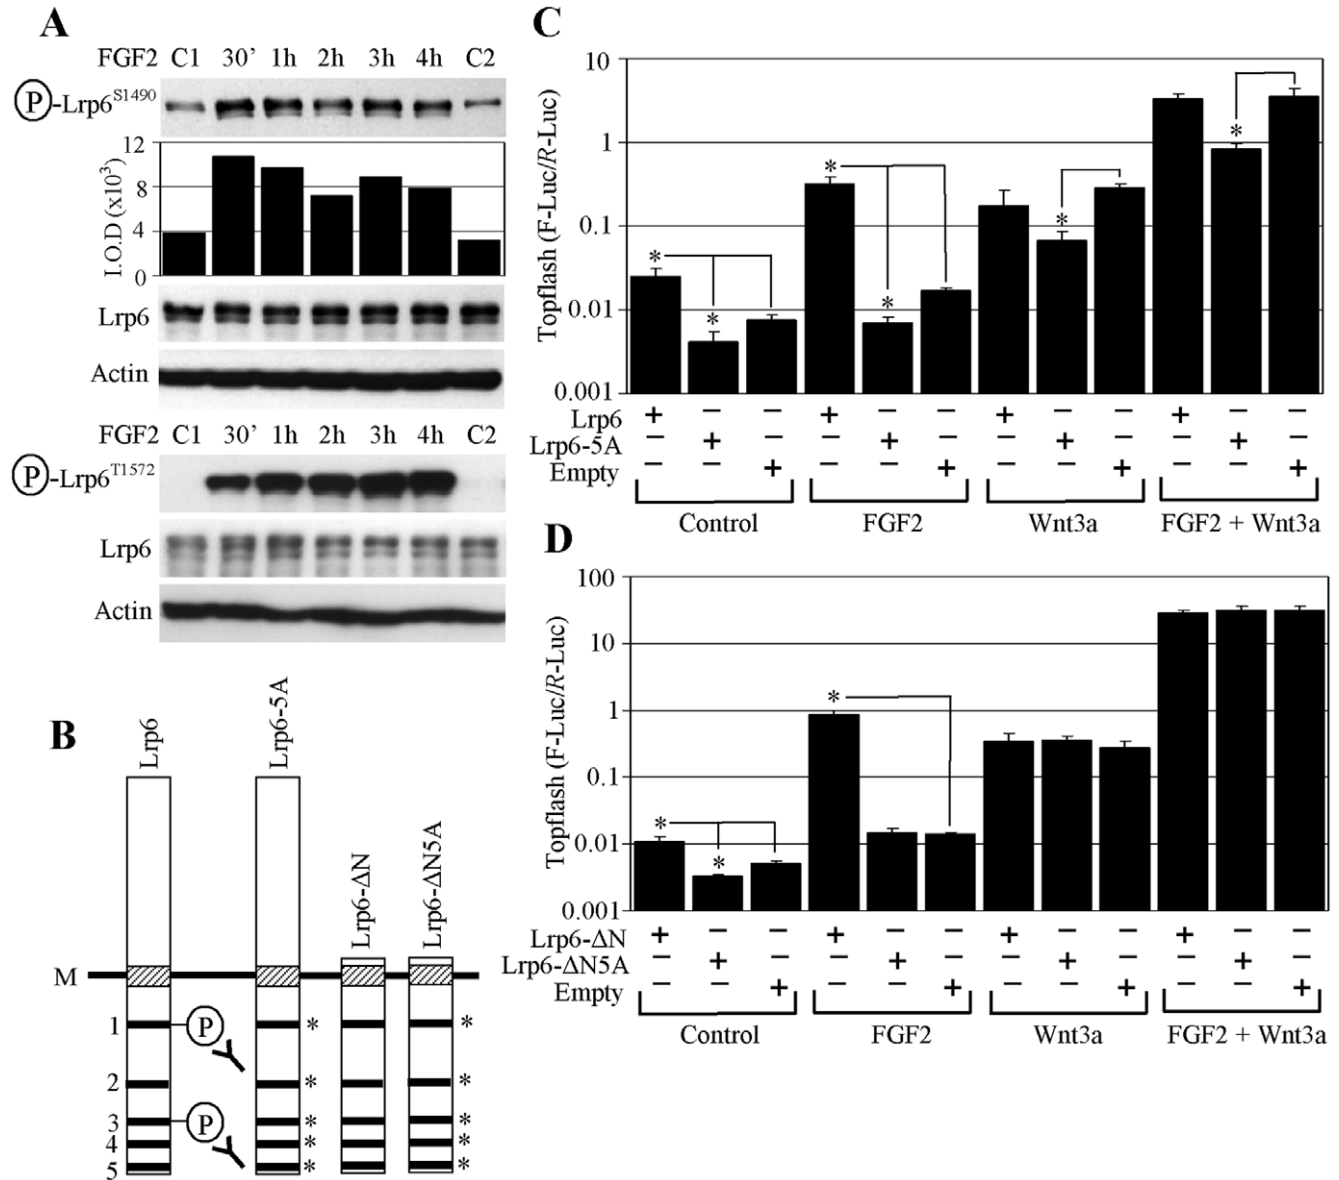 A
FGF2 C1 30’ 1h 2h 3h 4h C2
P-Lrp6S1490
12
8
4
0
I.O.D (x103)
Lrp6
Actin
FGF2 C1 30’ 1h 2h 3h 4h C2
P-Lrp6T1572
Lrp6
Actin
B
Lrp6
Lrp6-5A
Lrp6-ΔN
Lrp6-ΔN5A
M
1 P *  *
2 *  *
3 P *  *
4 *  *
5 *  *
C
Topflash (F-Luc/R-Luc)
10
1
0.1
0.01
0.001
* * * * * *
Lrp6 + − − + − − + − − + − −
Lrp6-5A − + − − + − − + − − + −
Empty − − + − − + − − + − − +
Control FGF2 Wnt3a FGF2 + Wnt3a
D
Topflash (F-Luc/R-Luc)
100
10
1
0.1
0.01
0.001
* * *
Lrp6-ΔN + − − + − − + − − + − −
Lrp6-ΔN5A − + − − + − − + − − + −
Empty − − + − − + − − + − − +
Control FGF2 Wnt3a FGF2 + Wnt3a